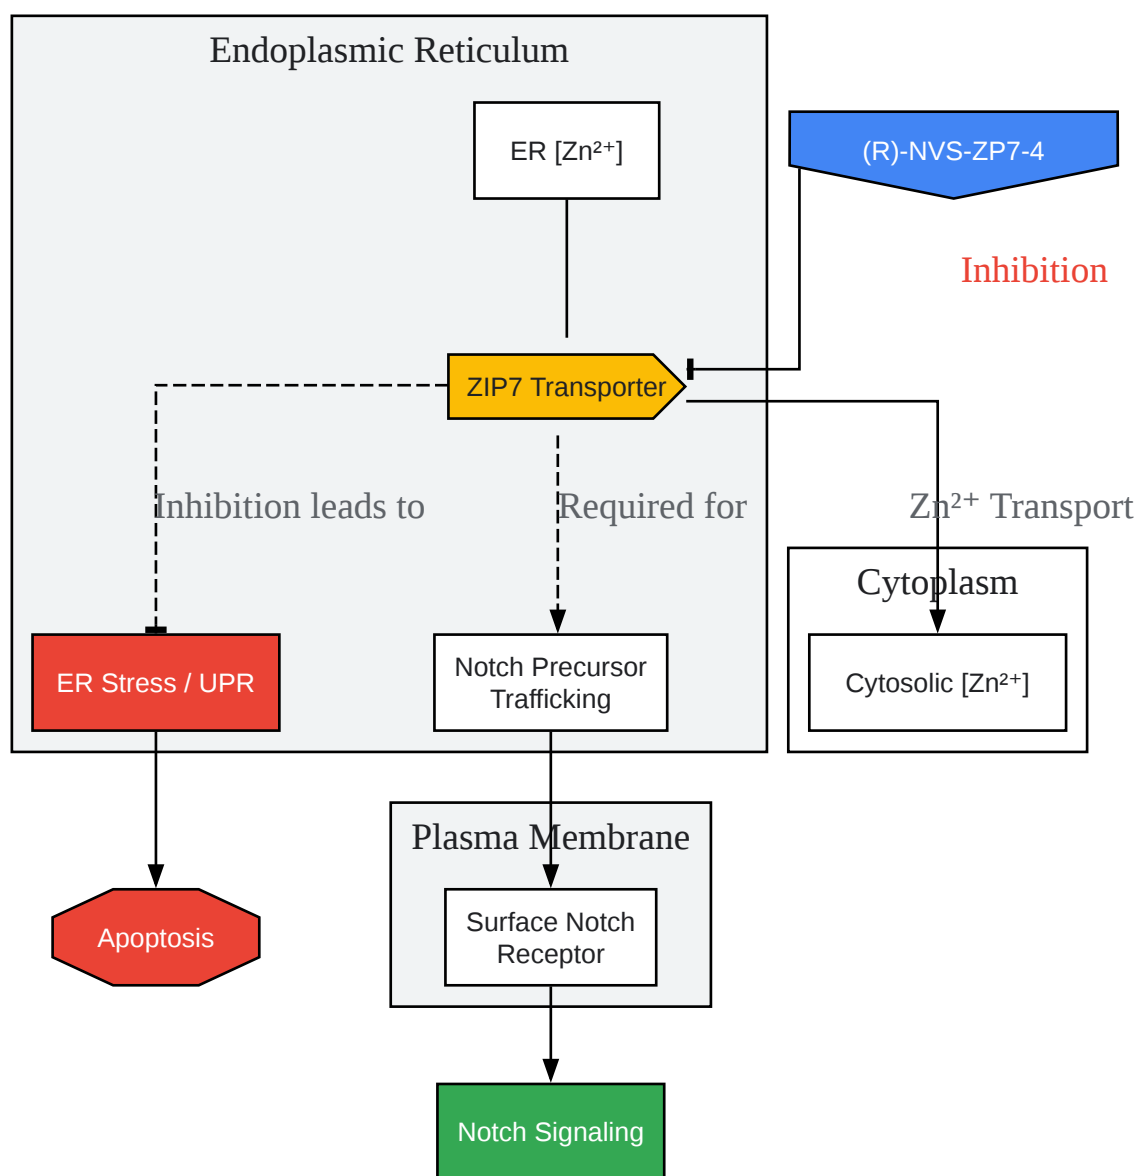 Endoplasmic Reticulum
ER [Zn²⁺]
(R)-NVS-ZP7-4
Inhibition
ZIP7 Transporter
Inhibition leads to
Required for
Zn²⁺ Transport
Cytoplasm
ER Stress / UPR
Notch Precursor
Trafficking
Cytosolic [Zn²⁺]
Plasma Membrane
Surface Notch
Receptor
Apoptosis
Notch Signaling